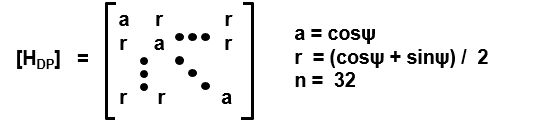 a r r
r a ••• r
[H_DP] =
r r a
a = cosψ
r = (cosψ + sinψ) / 2
n = 32